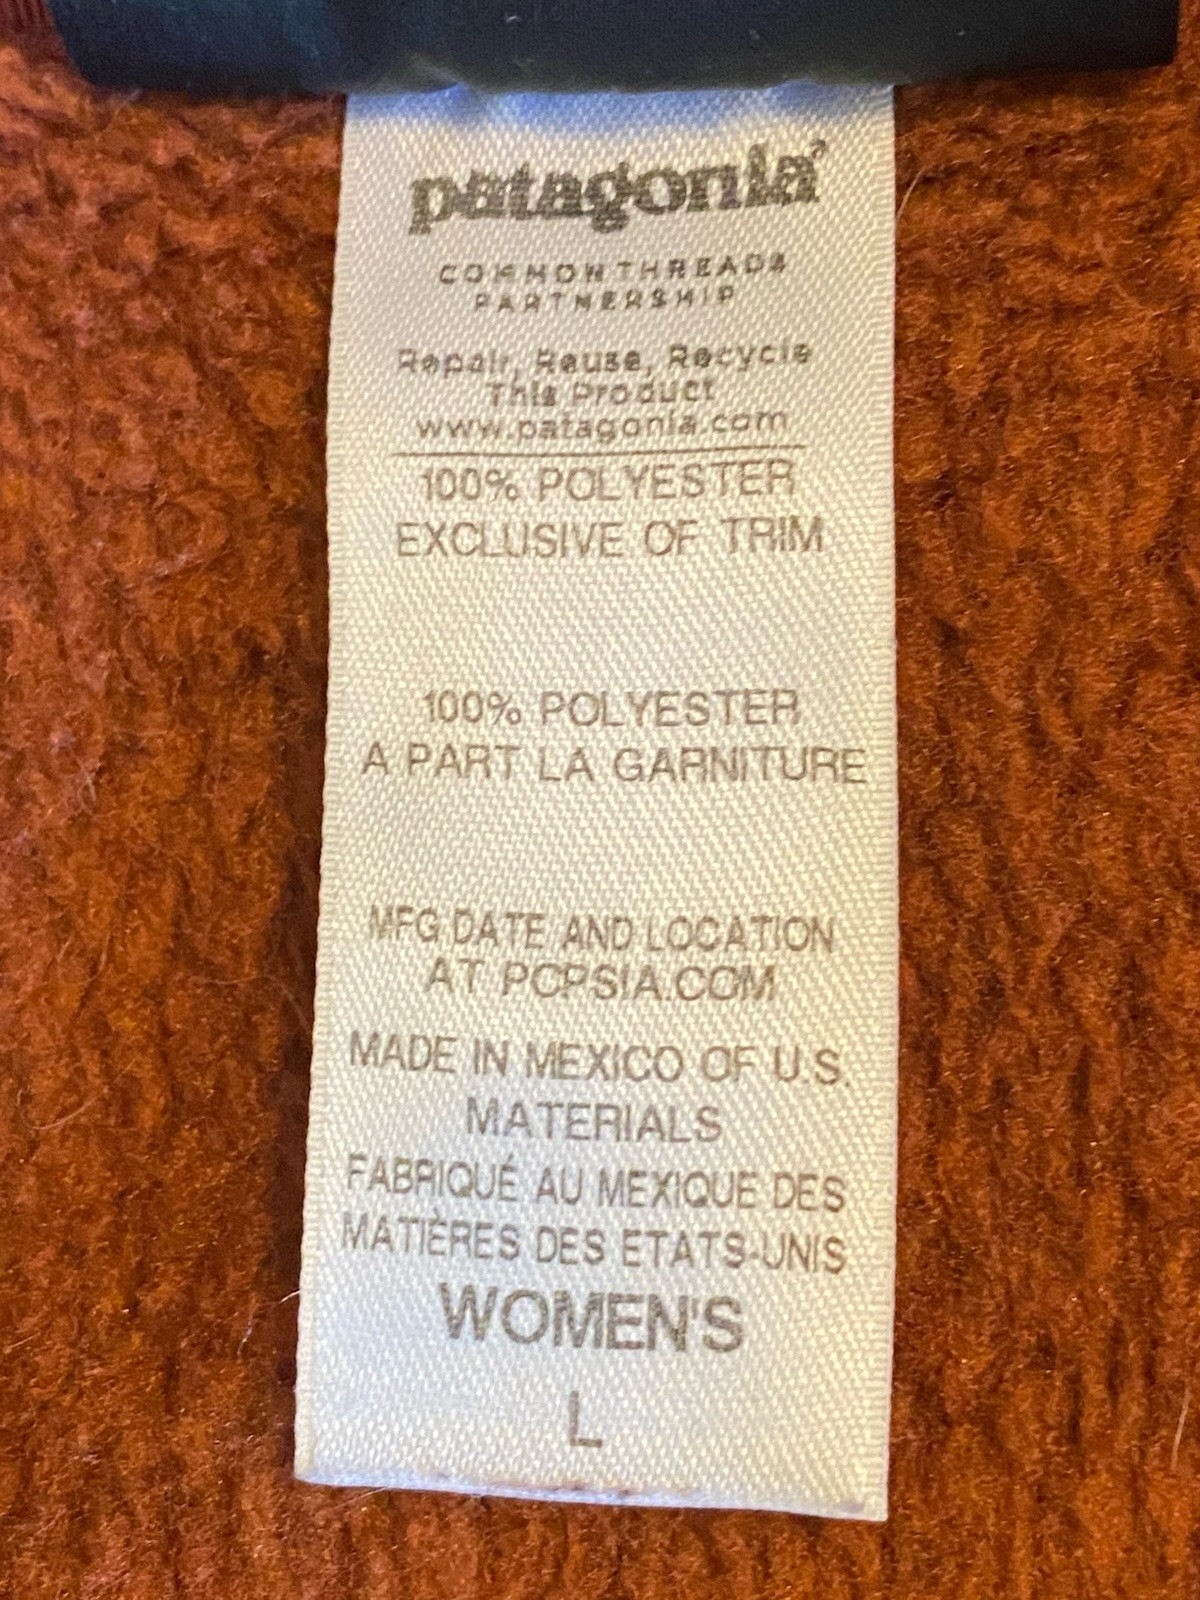 patagonia
COMMON THREADS
PARTNERSHIP
Repair, Reuse, Recycle
This Product
www.patagonia.com
100% POLYESTER
EXCLUSIVE OF TRIM
100% POLYESTER
A PART LA GARNITURE
MFG DATE AND LOCATION
AT PCPSIA.COM
MADE IN MEXICO OF U.S.
MATERIALS
FABRIQUÉ AU MEXIQUE DES
MATIÈRES DES ETATS-UNIS
WOMEN'S
L